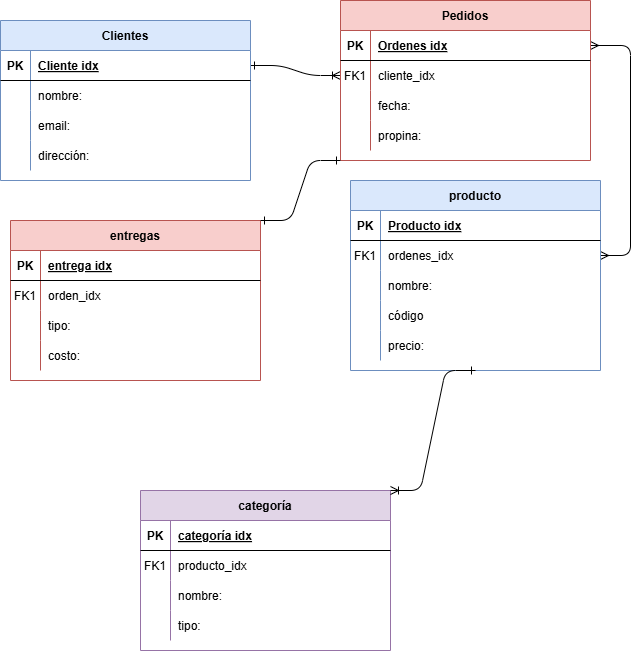 Clientes
PK Cliente idx
nombre:
email:
dirección:
Pedidos
PK Ordenes idx
FK1 cliente_idx
fecha:
propina:
entregas
PK entrega idx
FK1 orden_idx
tipo:
costo:
producto
PK Producto idx
FK1 ordenes_idx
nombre:
código
precio:
categoría
PK categoría idx
FK1 producto_idx
nombre:
tipo: